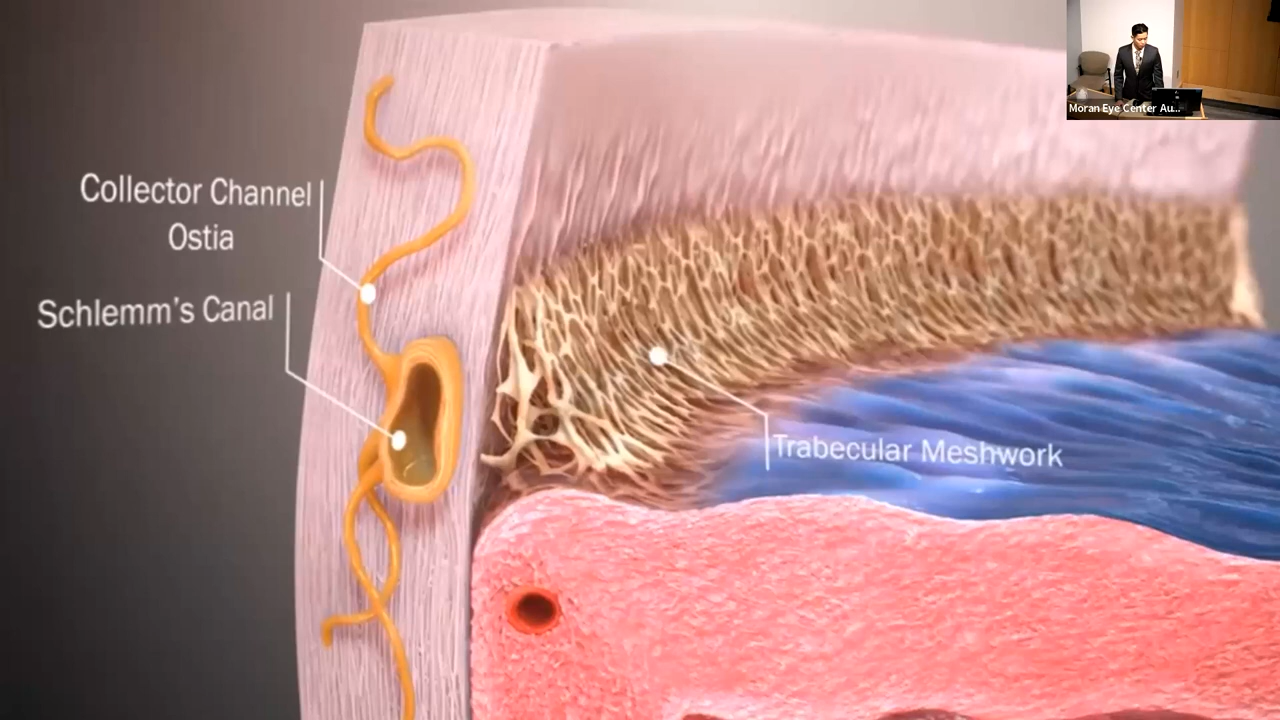 Moran Eye Center Au...
Collector Channel
Ostia
Schlemm's Canal
Trabecular Meshwork